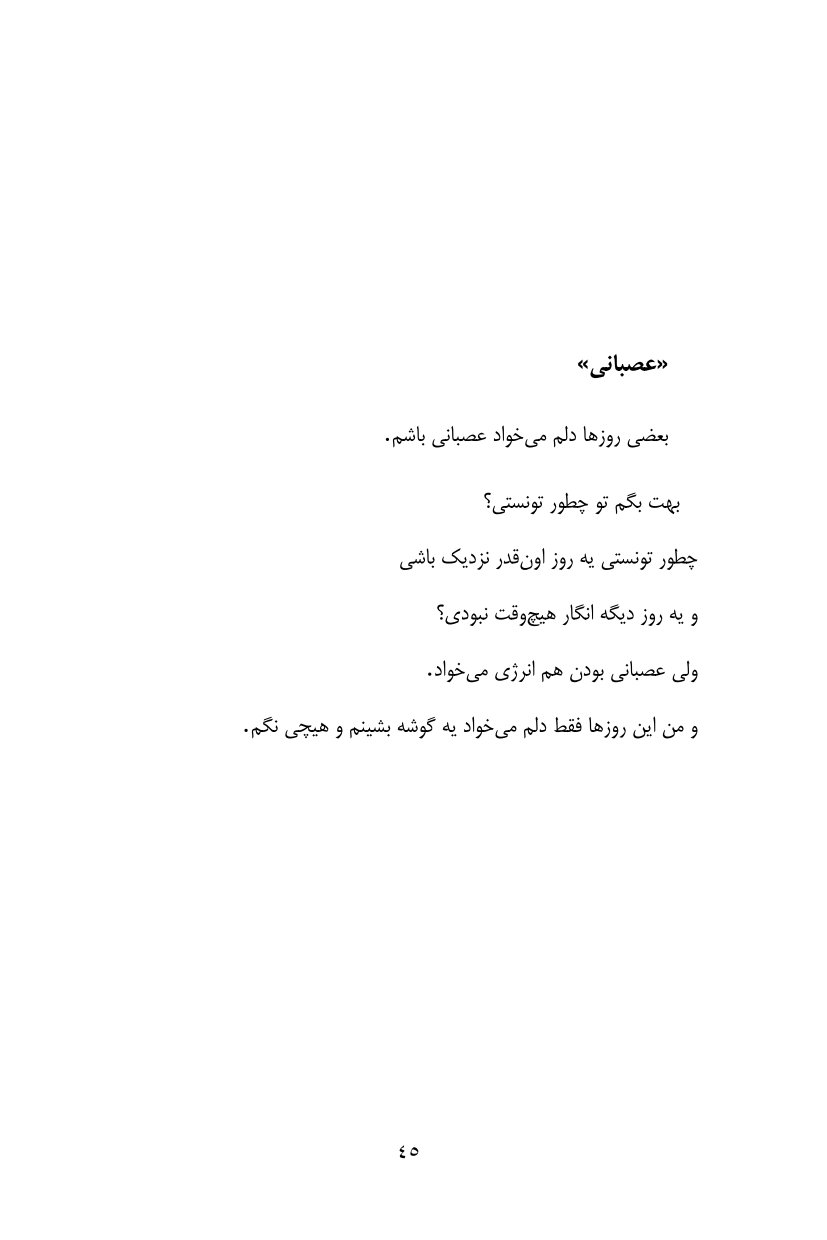 «عصبانی»
بعضی روزها دلم می‌خواد عصبانی باشم.
بهت بگم تو چطور تونستی؟
چطور تونستی یه روز اون‌قدر نزدیک باشی
و یه روز دیگه انگار هیچ‌وقت نبودی؟
ولی عصبانی بودن هم انرژی می‌خواد.
و من این روزها فقط دلم می‌خواد یه گوشه بشینم و هیچی نگم.
٤٥